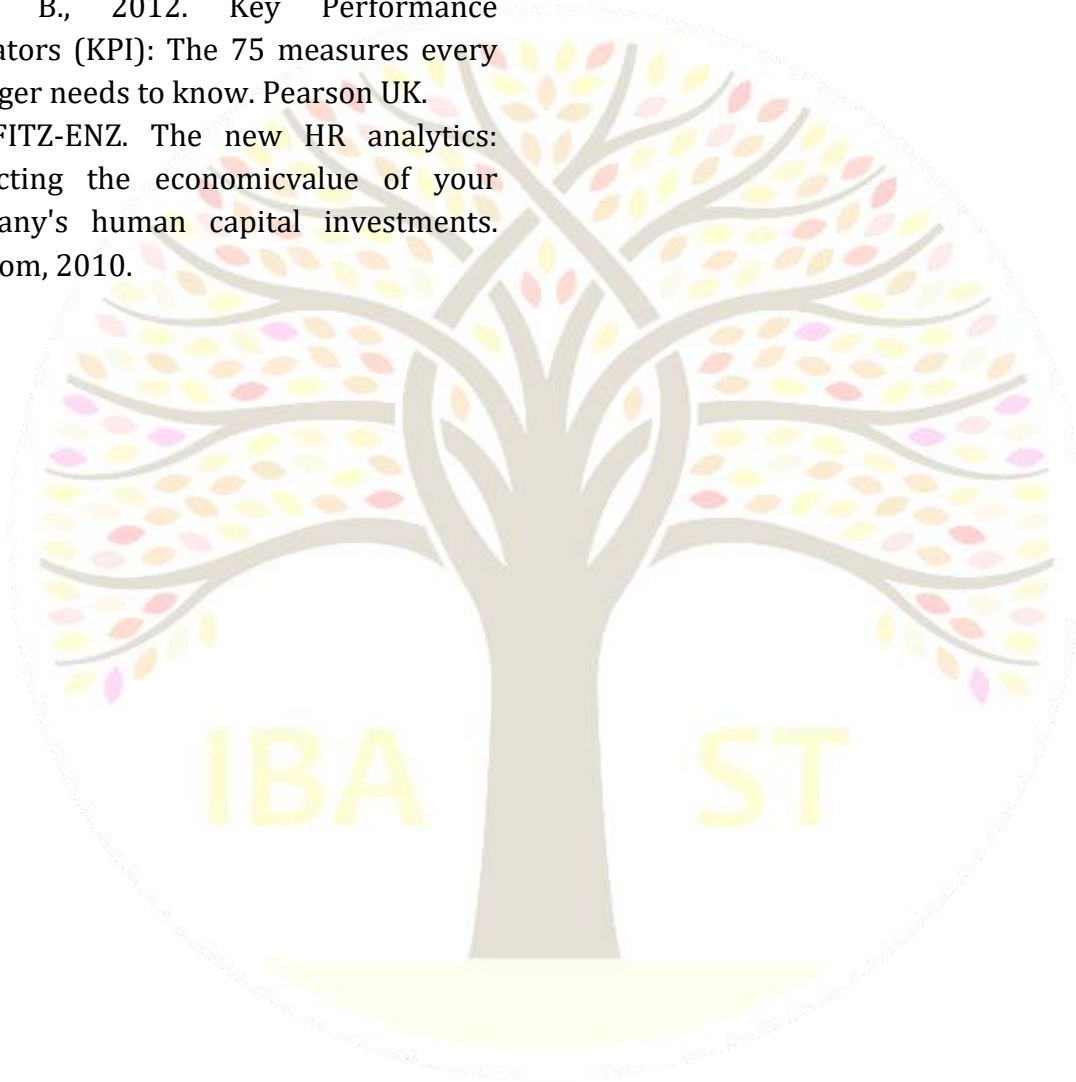 B., 2012. Key Performance
ators (KPI): The 75 measures every
ger needs to know. Pearson UK.
FITZ-ENZ. The new HR analytics:
cting the economicvalue of your
any's human capital investments.
om, 2010.
IBA ST